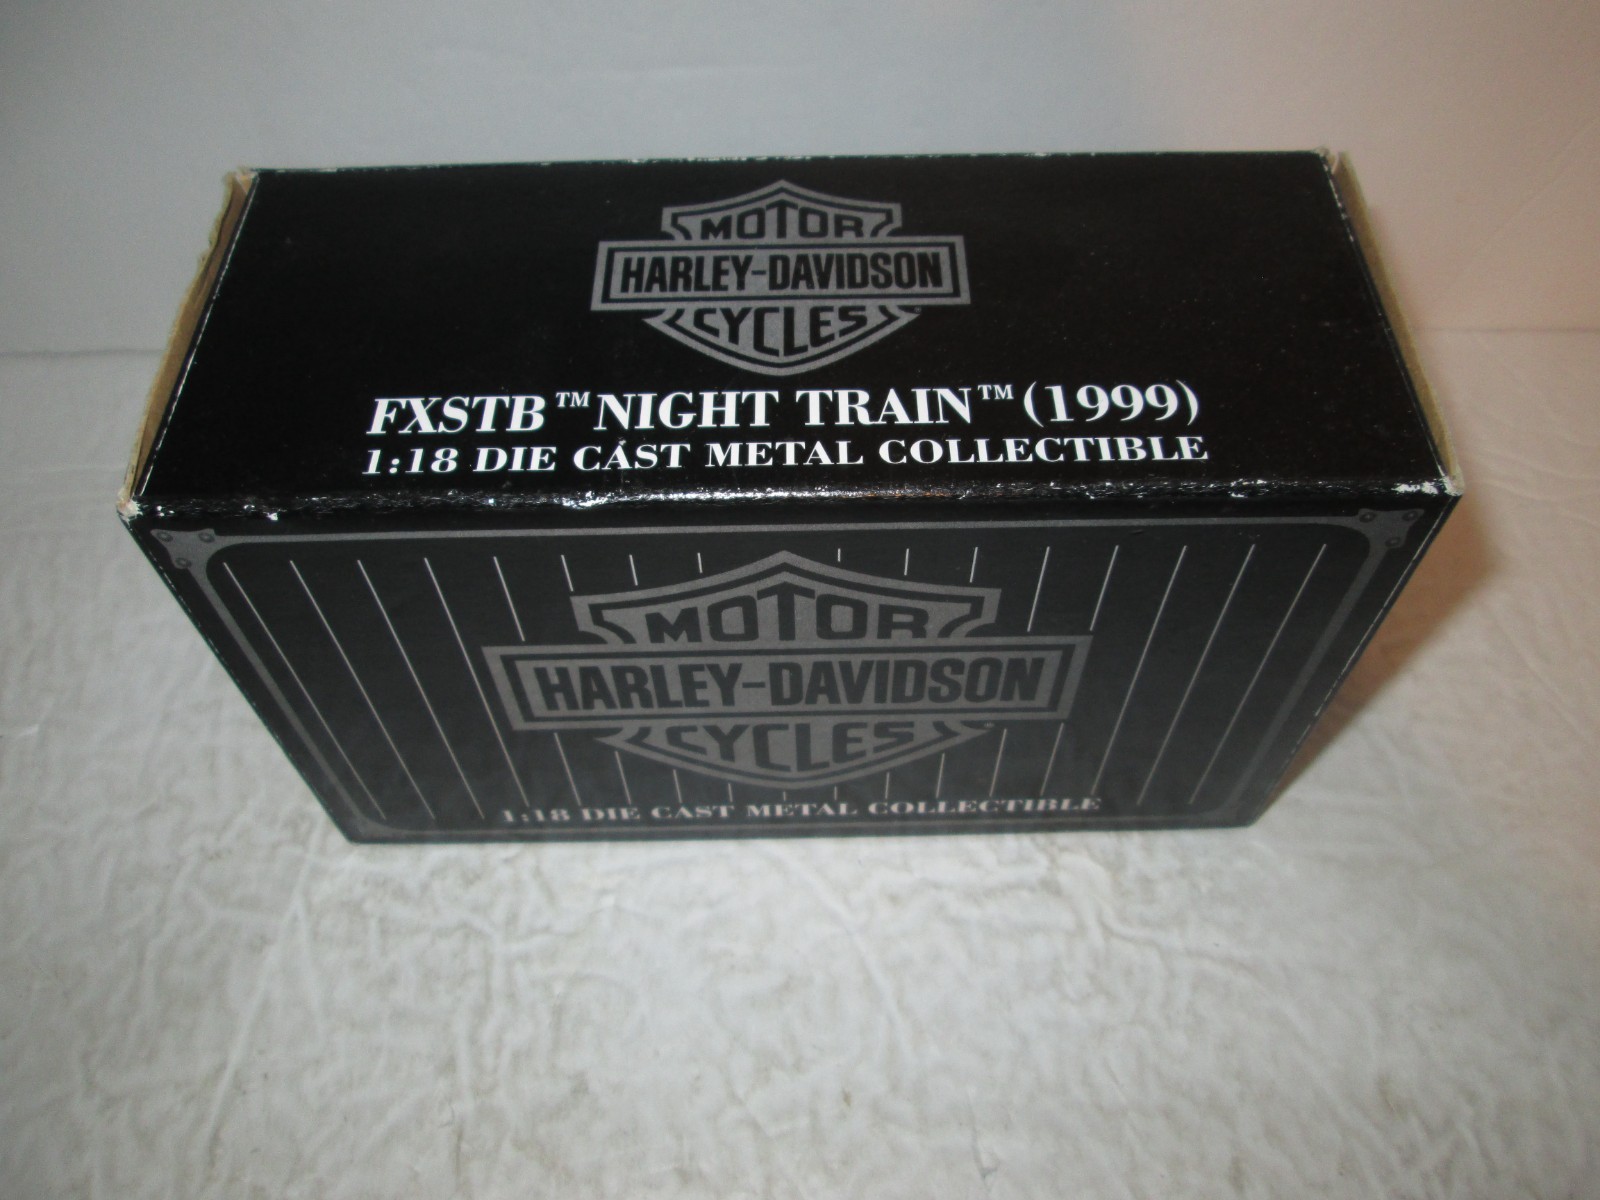 MOTOR
HARLEY-DAVIDSON
CYCLES
FXSTB™ NIGHT TRAIN™ (1999)
1:18 DIE CAST METAL COLLECTIBLE
MOTOR
HARLEY-DAVIDSON
CYCLES
1:18 DIE CAST METAL COLLECTIBLE